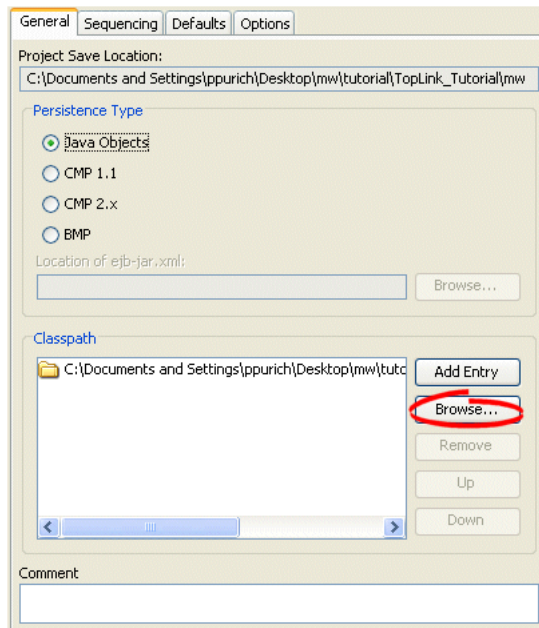 General Sequencing Defaults Options
Project Save Location:
C:\Documents and Settings\ppurich\Desktop\mw\tutorial\TopLink_Tutorial\mw
Persistence Type
Java Objects
CMP 1.1
CMP 2.x
BMP
Location of ejb-jar.xml:
Browse...
Classpath
C:\Documents and Settings\ppurich\Desktop\mw\tutc
Add Entry
Browse...
Remove
Up
Down
Comment